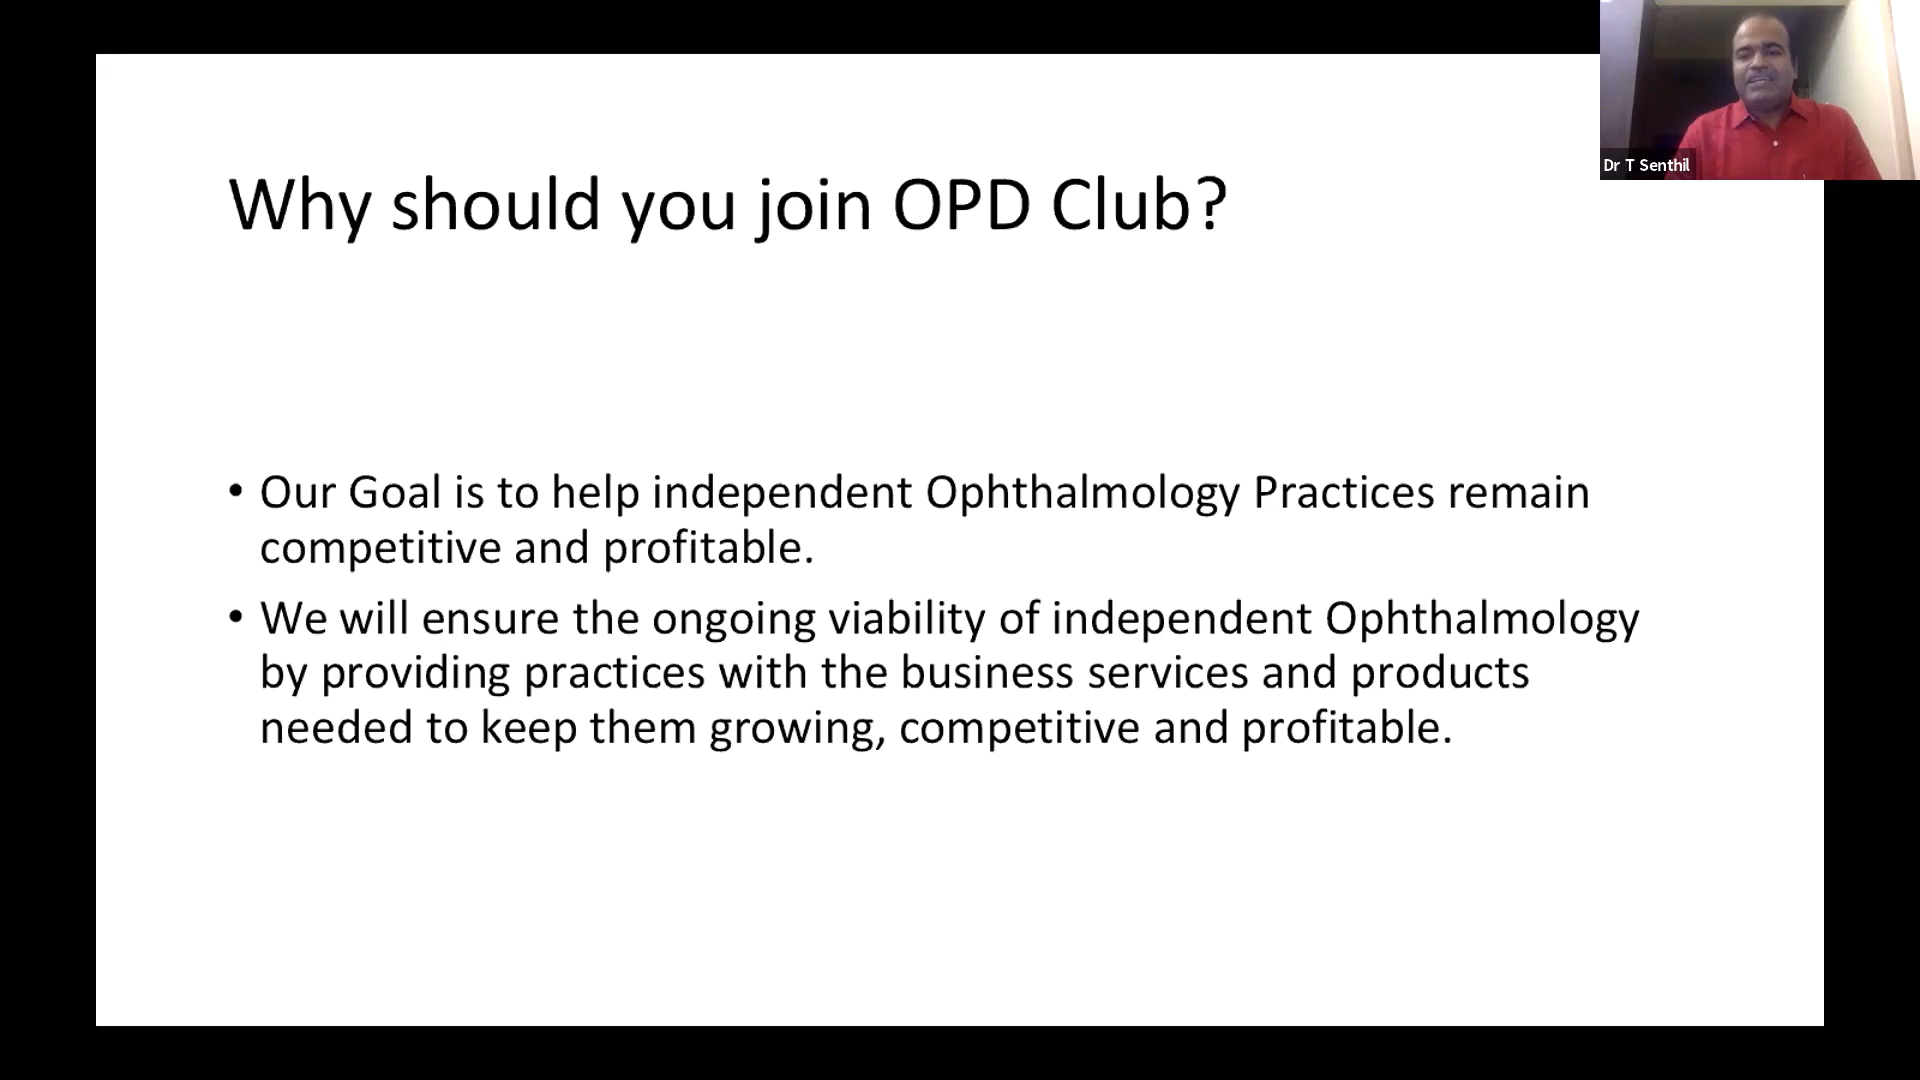 Why should you join OPD Club?
• Our Goal is to help independent Ophthalmology Practices remain
competitive and profitable.
• We will ensure the ongoing viability of independent Ophthalmology
by providing practices with the business services and products
needed to keep them growing, competitive and profitable.
Dr T Senthil